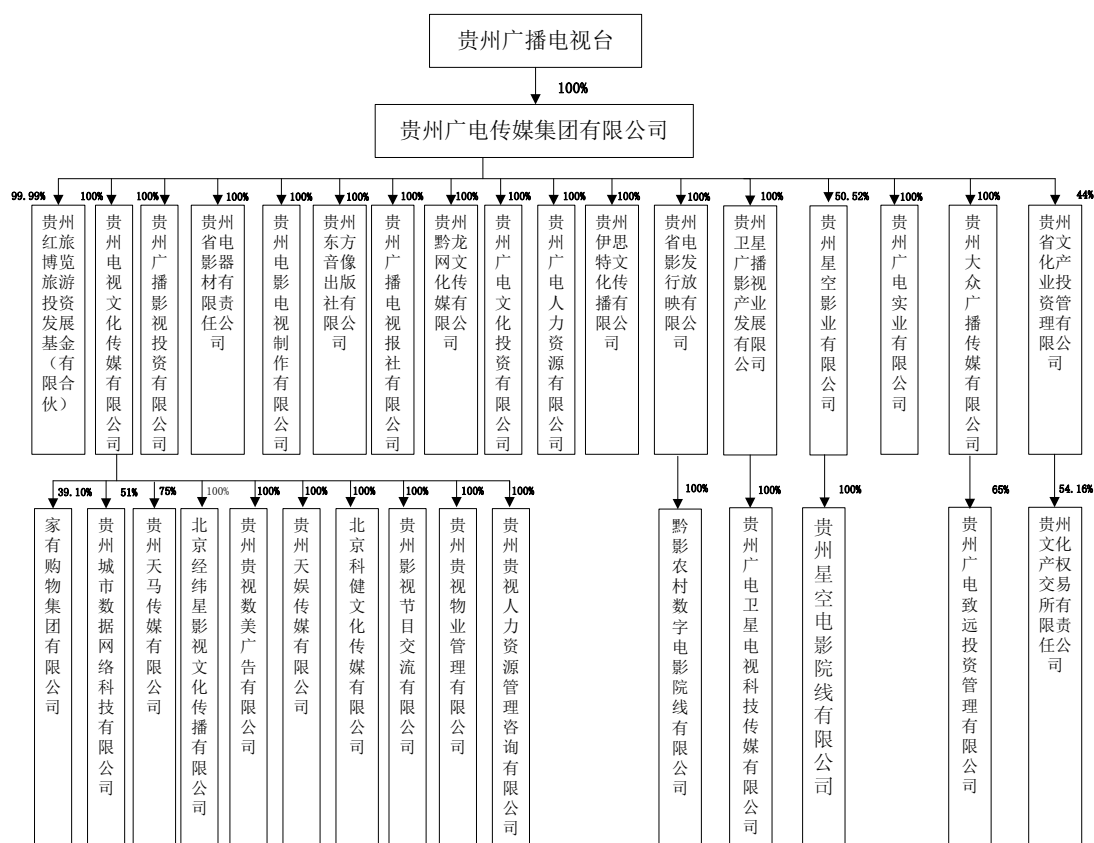 贵州广播电视台
100%
贵州广电传媒集团有限公司
99.99%
100%
100%
100%
100%
100%
100%
100%
100%
100%
100%
100%
100%
50.52%
100%
100%
44%
贵州红旅博览旅游投资发展基金（有限合伙）
贵州电视文化传媒有限公司
贵州广播影视投资有限公司
贵州省电影器材有限责任公司
贵州电影电视制作有限公司
贵州东方音像出版社有限公司
贵州广播电视报社有限公司
贵州黔龙网文化传媒有限公司
贵州广电文化投资有限公司
贵州广电人力资源有限公司
贵州伊思特文化传播有限公司
贵州省电影发行放映有限公司
贵州卫星广播影视产业发展有限公司
贵州星空影业有限公司
贵州广电实业有限公司
贵州大众广播传媒有限公司
贵州省文化产业投资管理有限公司
39.10%
51%
75%
100%
100%
100%
100%
100%
100%
100%
100%
100%
100%
65%
54.16%
家有购物集团有限公司
贵州城市数据网络科技有限公司
贵州天马传媒有限公司
北京经纬星影视文化传播有限公司
贵州贵视数美广告有限公司
贵州天娱传媒有限公司
北京科健文化传媒有限公司
贵州影视节目交流有限公司
贵州贵视物业管理有限公司
贵州贵视人力资源管理咨询有限公司
黔影农村数字电影院线有限公司
贵州广电卫星电视科技传媒有限公司
贵州星空电影院线有限公司
贵州广电致远投资管理有限公司
贵州文化产权交易所有限责任公司